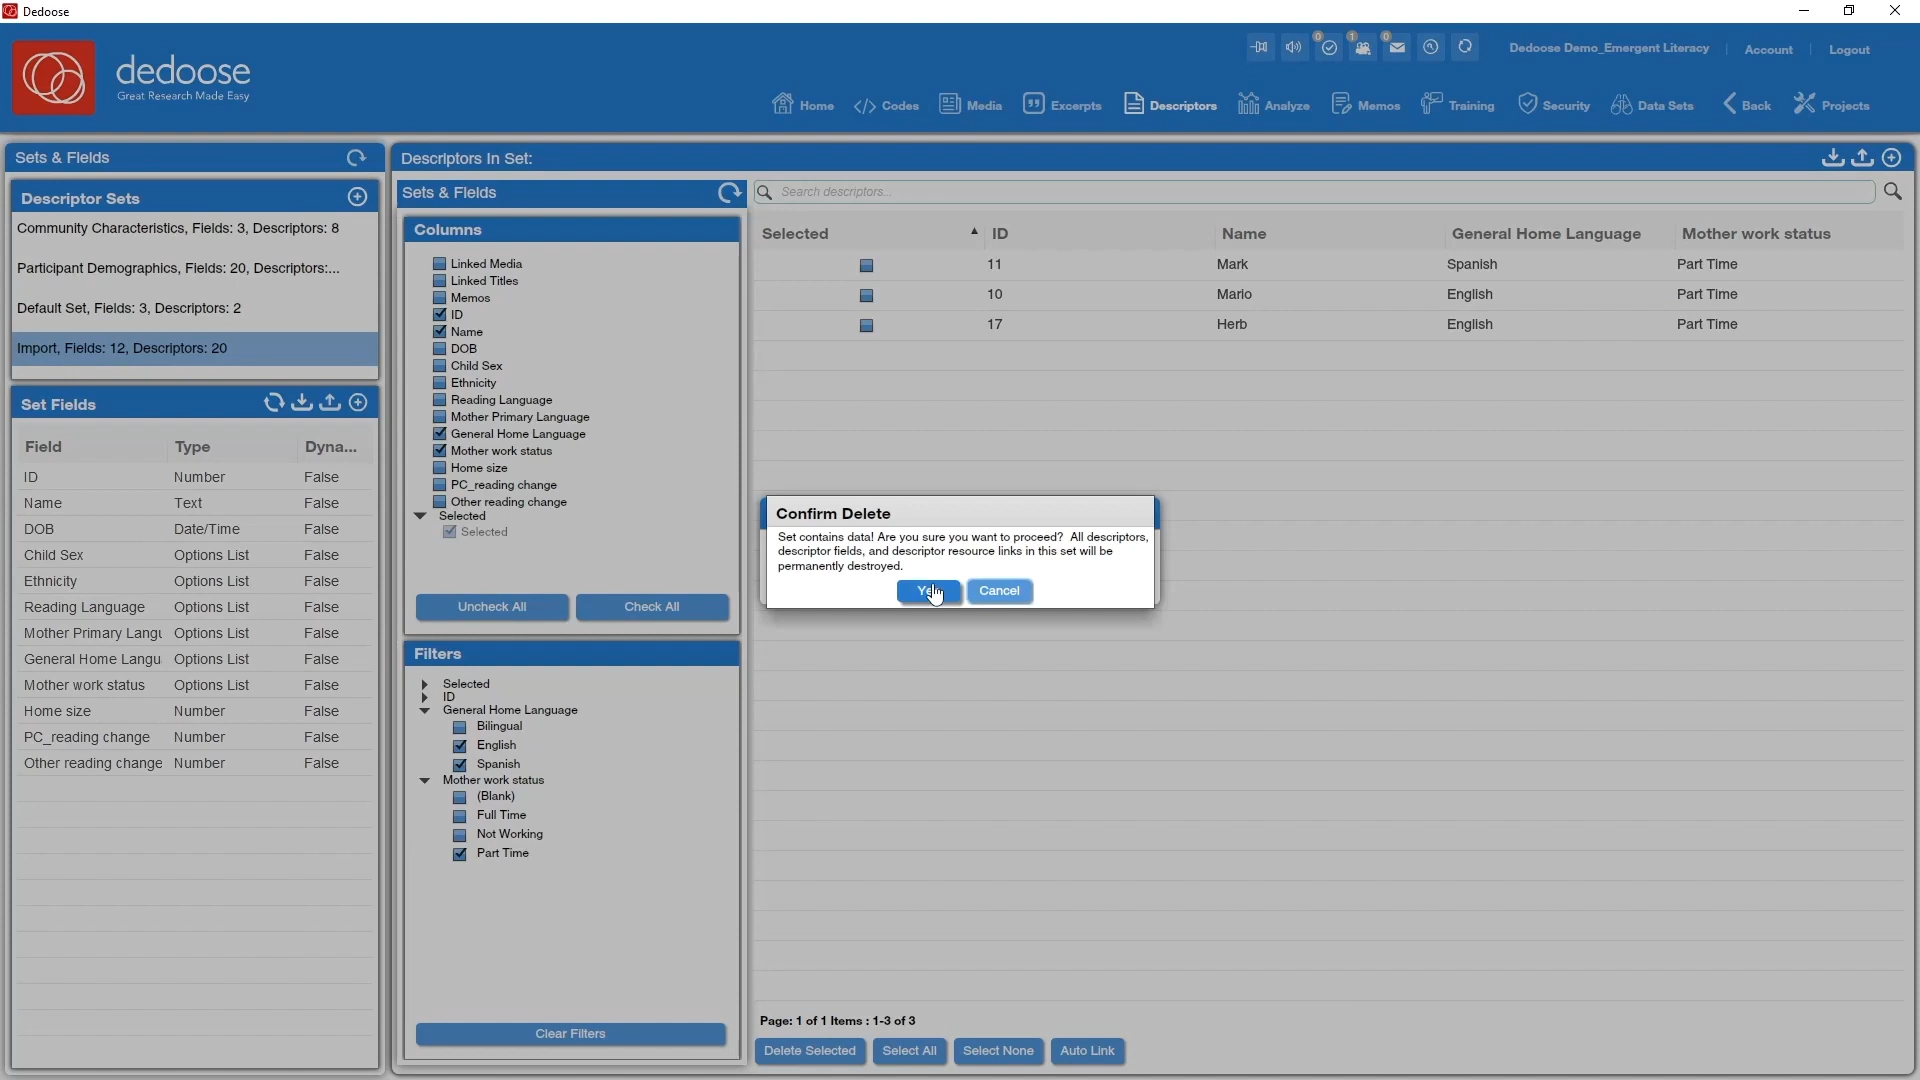 Dedoose
dedoose
Great Research Made Easy
0
1
0
Dedoose Demo_Emergent Literacy
Account
Logout
Home
Codes
Media
Excerpts
Descriptors
Analyze
Memos
Training
Security
Data Sets
Back
Projects
Sets & Fields
Descriptor Sets
Community Characteristics, Fields: 3, Descriptors: 8
Participant Demographics, Fields: 20, Descriptors:...
Default Set, Fields: 3, Descriptors: 2
Import, Fields: 12, Descriptors: 20
Set Fields
Field Type Dyna...
ID Number False
Name Text False
DOB Date/Time False
Child Sex Options List False
Ethnicity Options List False
Reading Language Options List False
Mother Primary Langu Options List False
General Home Langu Options List False
Mother work status Options List False
Home size Number False
PC_reading change Number False
Other reading change Number False
Descriptors In Set:
Sets & Fields
Columns
Linked Media
Linked Titles
Memos
ID
Name
DOB
Child Sex
Ethnicity
Reading Language
Mother Primary Language
General Home Language
Mother work status
Home size
PC_reading change
Other reading change
Selected
Selected
Uncheck All
Check All
Filters
Selected
ID
General Home Language
Bilingual
English
Spanish
Mother work status
(Blank)
Full Time
Not Working
Part Time
Clear Filters
Search descriptors...
Selected ID Name General Home Language Mother work status
11 Mark Spanish Part Time
10 Mario English Part Time
17 Herb English Part Time
Confirm Delete
Set contains data! Are you sure you want to proceed? All descriptors,
descriptor fields, and descriptor resource links in this set will be
permanently destroyed.
Cancel
Page: 1 of 1 Items : 1-3 of 3
Delete Selected
Select All
Select None
Auto Link